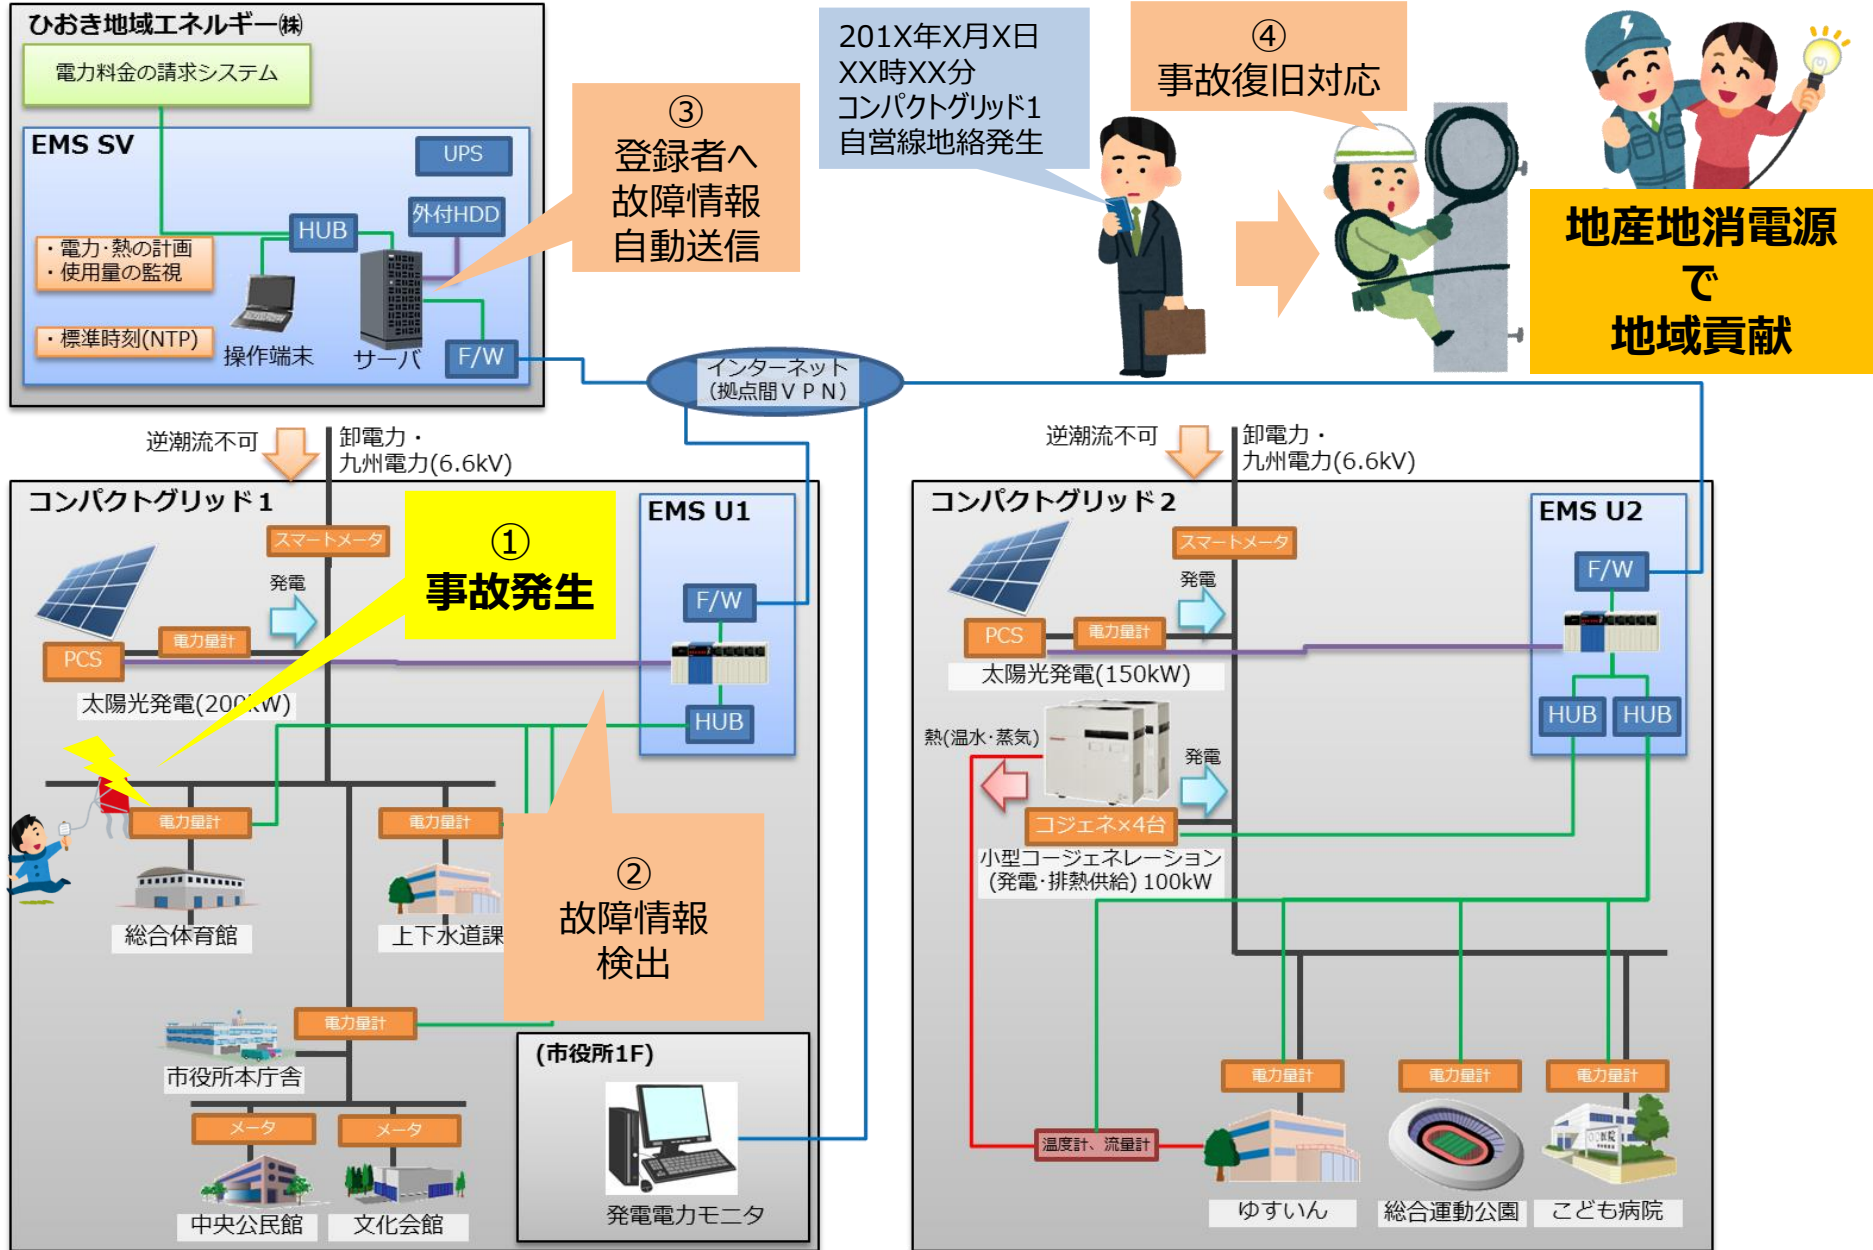 ひおき地域エネルギー㈱
電力料金の請求システム
EMS SV
UPS
外付HDD
HUB
・電力・熱の計画
・使用量の監視
・標準時刻(NTP)
操作端末
サーバ
F/W
③
登録者へ
故障情報
自動送信
201X年X月X日
XX時XX分
コンパクトグリッド1
自営線地絡発生
④
事故復旧対応
地産地消電源
で
地域貢献
インターネット
(拠点間VPN)
逆潮流不可
卸電力・
九州電力(6.6kV)
コンパクトグリッド1
スマートメータ
①
事故発生
EMS U1
F/W
HUB
発電
電力量計
PCS
太陽光発電(200kW)
電力量計
総合体育館
電力量計
上下水道課
②
故障情報
検出
電力量計
市役所本庁舎
メータ
メータ
中央公民館
文化会館
(市役所1F)
発電電力モニタ
逆潮流不可
卸電力・
九州電力(6.6kV)
コンパクトグリッド2
スマートメータ
EMS U2
F/W
HUB
HUB
発電
PCS
電力量計
太陽光発電(150kW)
熱(温水・蒸気)
発電
コジェネ×4台
小型コージェネレーション
(発電・排熱供給) 100kW
電力量計
電力量計
電力量計
温度計、流量計
ゆすいん
総合運動公園
こども病院